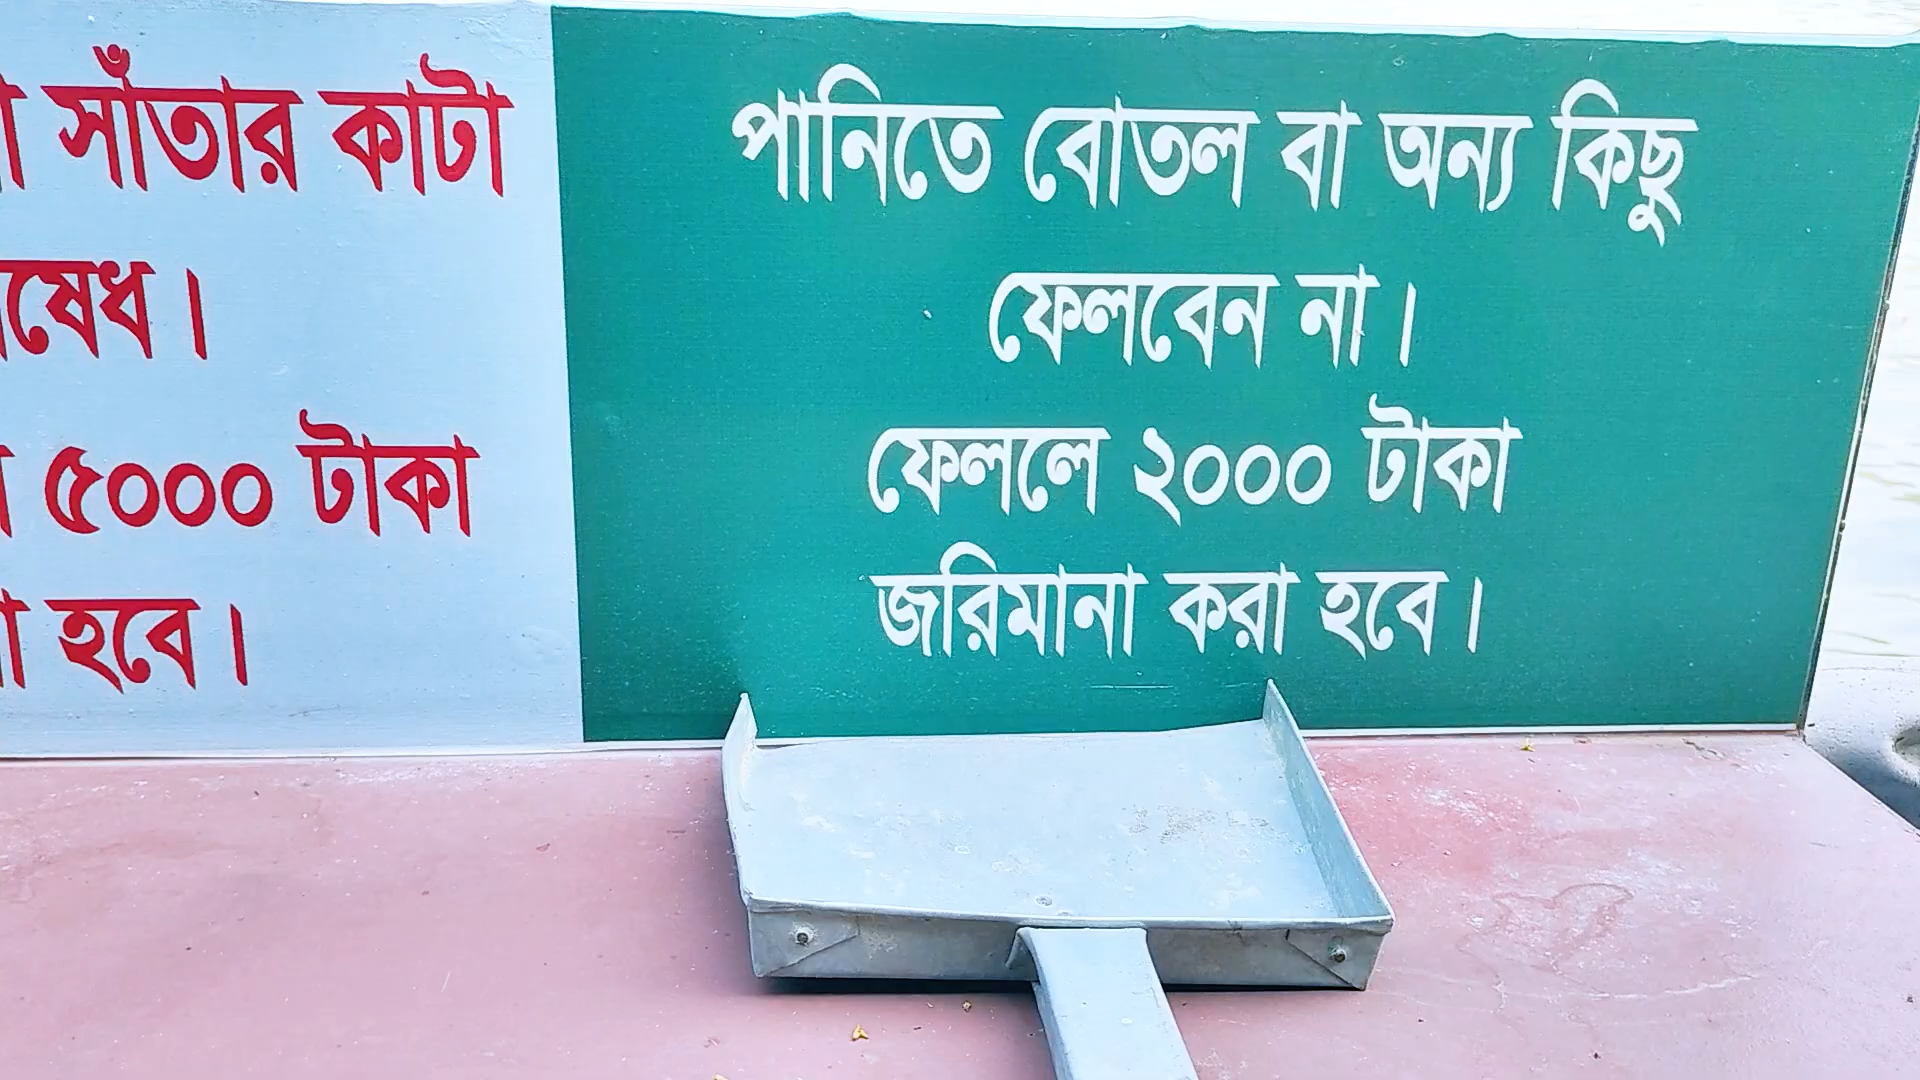 সাঁতার কাটা
৫০০০ টাকা
হবে।
পানিতে বোতল বা অন্য কিছু
ফেলবেন না।
ফেললে ২০০০ টাকা
জরিমানা করা হবে।